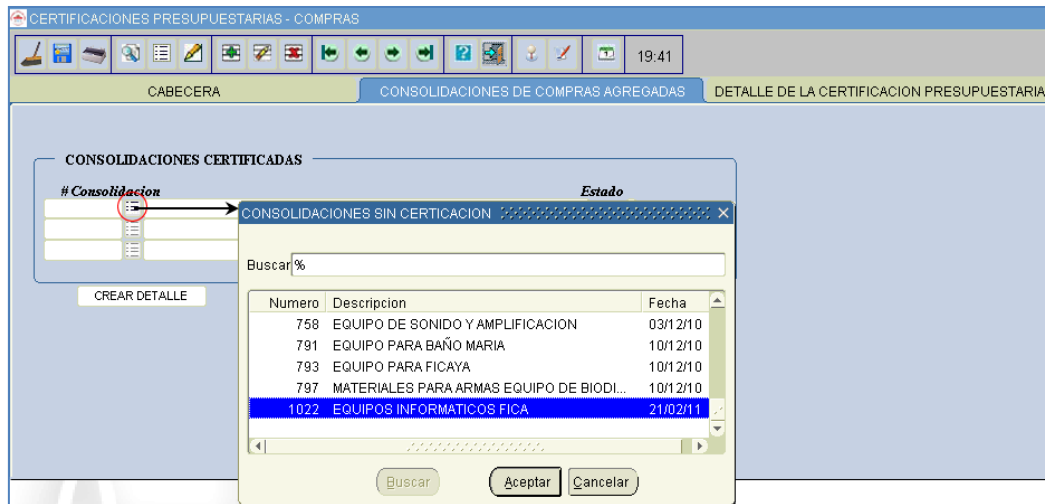 CERTIFICACIONES PRESUPUESTARIAS - COMPRAS
19:41
CABECERA CONSOLIDACIONES DE COMPRAS AGREGADAS DETALLE DE LA CERTIFICACION PRESUPUESTARIA
CONSOLIDACIONES CERTIFICADAS
# Consolidacion Estado
CONSOLIDACIONES SIN CERTICACION
Buscar %
CREAR DETALLE
Numero Descripcion Fecha
758 EQUIPO DE SONIDO Y AMPLIFICACION 03/12/10
791 EQUIPO PARA BAÑO MARIA 10/12/10
793 EQUIPO PARA FICAYA 10/12/10
797 MATERIALES PARA ARMAS EQUIPO DE BIODI... 10/12/10
1022 EQUIPOS INFORMATICOS FICA 21/02/11
Buscar Aceptar Cancelar